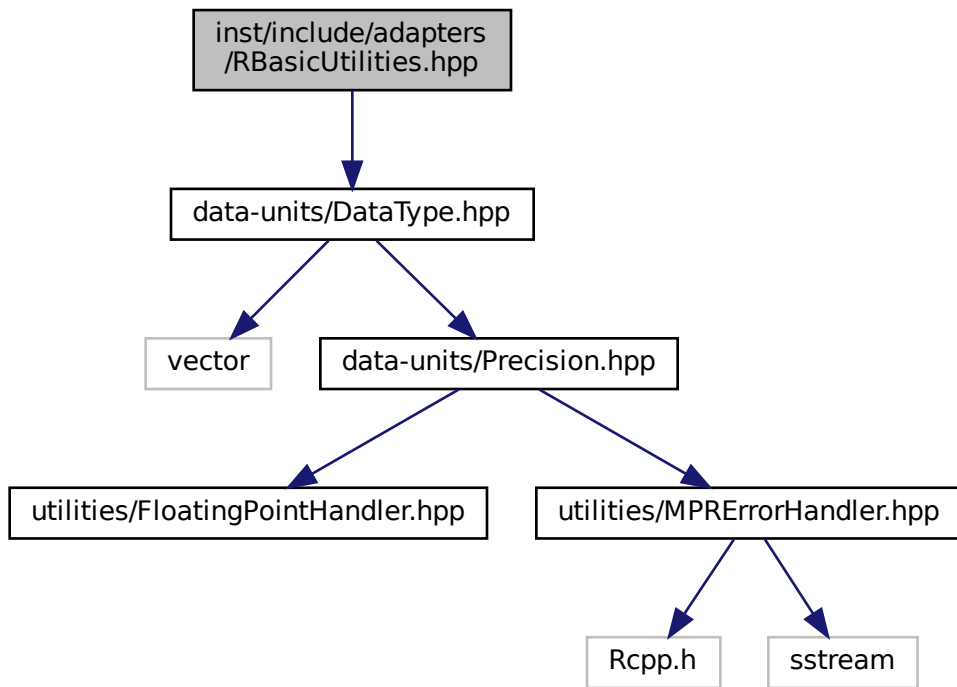 inst/include/adapters
/RBasicUtilities.hpp
data-units/DataType.hpp
vector
data-units/Precision.hpp
utilities/FloatingPointHandler.hpp
utilities/MPRErrorHandler.hpp
Rcpp.h
sstream